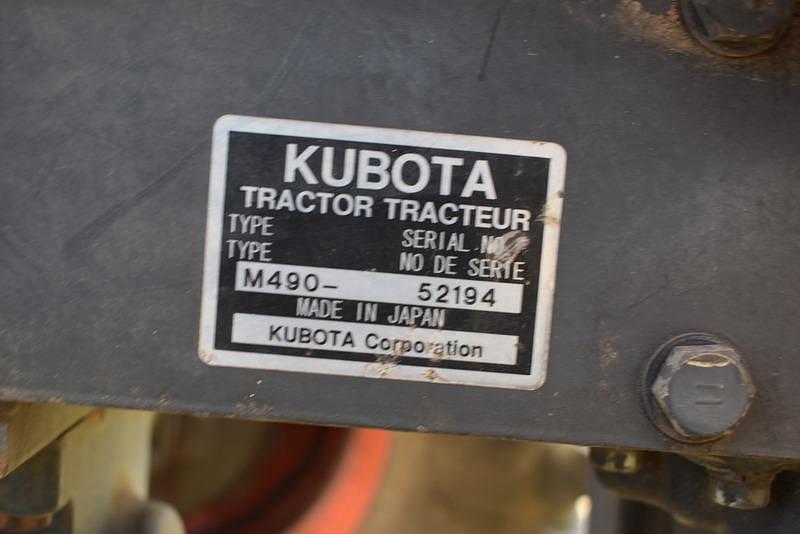 KUBOTA
TRACTOR TRACTEUR
TYPE SERIAL NO.
TYPE NO DE SERIE
M490- 52194
MADE IN JAPAN
KUBOTA Corporation